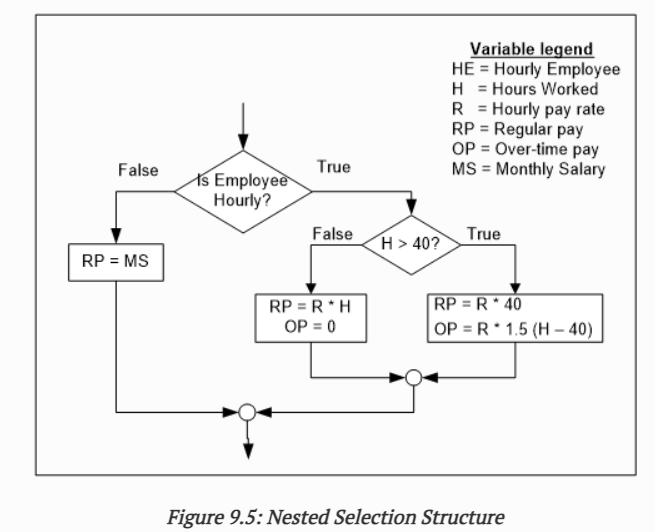 Variable legend
HE = Hourly Employee
H = Hours Worked
R = Hourly pay rate
RP = Regular pay
OP = Over-time pay
MS = Monthly Salary
False
True
Is Employee
Hourly?
False
True
H > 40?
RP = MS
RP = R * H
OP = 0
RP = R * 40
OP = R * 1.5 (H – 40)
Figure 9.5: Nested Selection Structure